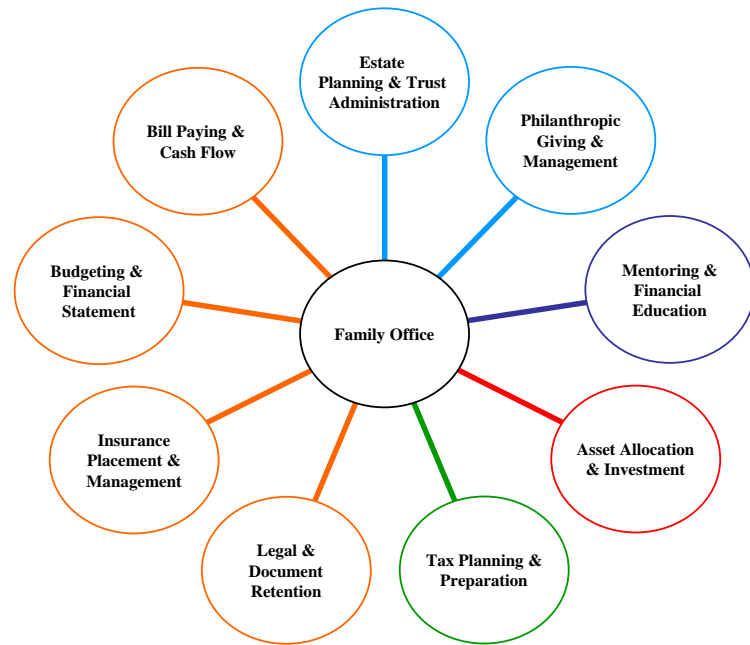 Estate
Planning & Trust
Administration
Philanthropic
Giving &
Management
Mentoring &
Financial
Education
Asset Allocation
& Investment
Tax Planning &
Preparation
Legal &
Document
Retention
Insurance
Placement &
Management
Budgeting &
Financial
Statement
Bill Paying &
Cash Flow
Family Office